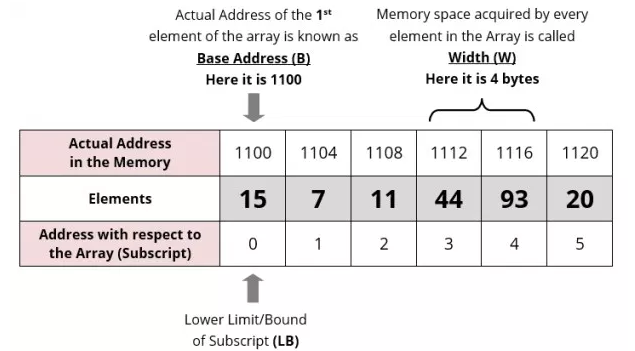 Actual Address of the 1st
element of the array is known as
Base Address (B)
Here it is 1100
Memory space acquired by every
element in the Array is called
Width (W)
Here it is 4 bytes
Actual Address
in the Memory
1100 1104 1108 1112 1116 1120
Elements
15 7 11 44 93 20
Address with respect to
the Array (Subscript)
0 1 2 3 4 5
Lower Limit/Bound
of Subscript (LB)